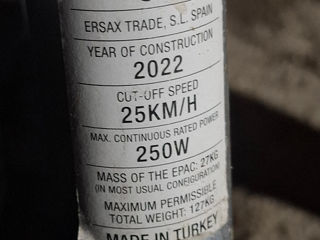 ERSAX TRADE, S.L. SPAIN
YEAR OF CONSTRUCTION
2022
CUT-OFF SPEED
25KM/H
MAX. CONTINUOUS RATED POWER
250W
MASS OF THE EPAC: 27KG
(IN MOST USUAL CONFIGURATION)
MAXIMUM PERMISSIBLE
TOTAL WEIGHT: 127KG
MADE IN TURKEY